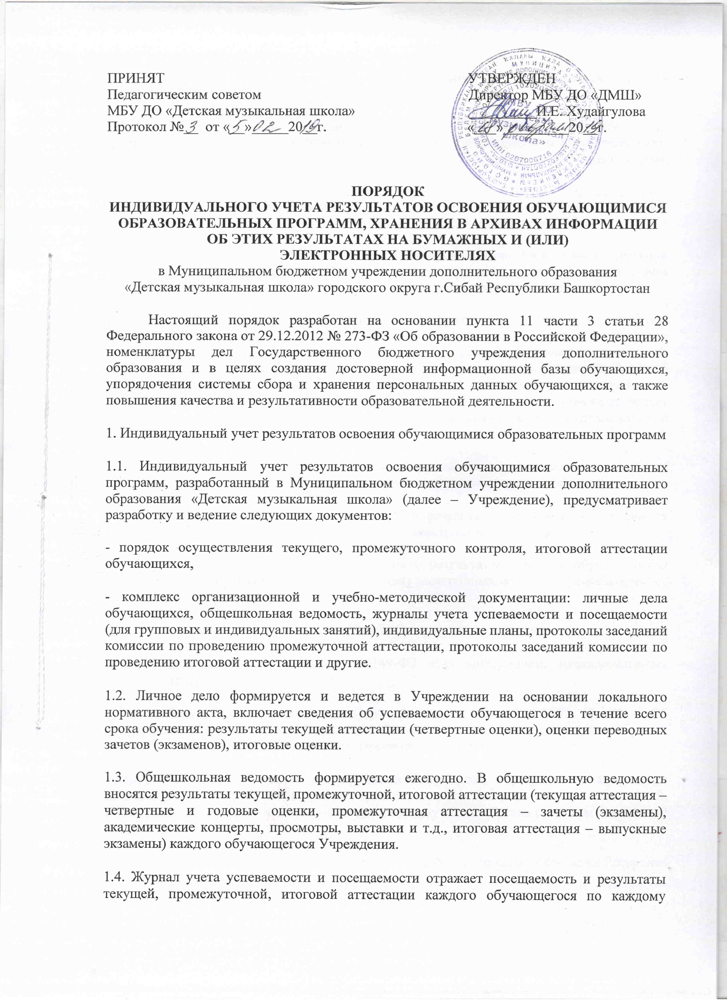 ПРИНЯТ
Педагогическим советом
МБУ ДО «Детская музыкальная школа»
Протокол № 3 от «5» 02 2019г.
УТВЕРЖДЕН
Директор МБУ ДО «ДМШ»
И.Е. Худайгулова
20 19г.
МБУ ДО
музыкальная
школа»
ИНН 0267006716
ПОРЯДОК
ИНДИВИДУАЛЬНОГО УЧЕТА РЕЗУЛЬТАТОВ ОСВОЕНИЯ ОБУЧАЮЩИМИСЯ
ОБРАЗОВАТЕЛЬНЫХ ПРОГРАММ, ХРАНЕНИЯ В АРХИВАХ ИНФОРМАЦИИ
ОБ ЭТИХ РЕЗУЛЬТАТАХ НА БУМАЖНЫХ И (ИЛИ)
ЭЛЕКТРОННЫХ НОСИТЕЛЯХ
в Муниципальном бюджетном учреждении дополнительного образования
«Детская музыкальная школа» городского округа г.Сибай Республики Башкортостан
Настоящий порядок разработан на основании пункта 11 части 3 статьи 28
Федерального закона от 29.12.2012 № 273-ФЗ «Об образовании в Российской Федерации»,
номенклатуры дел Государственного бюджетного учреждения дополнительного
образования и в целях создания достоверной информационной базы обучающихся,
упорядочения системы сбора и хранения персональных данных обучающихся, а также
повышения качества и результативности образовательной деятельности.
1. Индивидуальный учет результатов освоения обучающимися образовательных программ
1.1. Индивидуальный учет результатов освоения обучающимися образовательных
программ, разработанный в Муниципальном бюджетном учреждении дополнительного
образования «Детская музыкальная школа» (далее – Учреждение), предусматривает
разработку и ведение следующих документов:
- порядок осуществления текущего, промежуточного контроля, итоговой аттестации
обучающихся,
- комплекс организационной и учебно-методической документации: личные дела
обучающихся, общешкольная ведомость, журналы учета успеваемости и посещаемости
(для групповых и индивидуальных занятий), индивидуальные планы, протоколы заседаний
комиссии по проведению промежуточной аттестации, протоколы заседаний комиссии по
проведению итоговой аттестации и другие.
1.2. Личное дело формируется и ведется в Учреждении на основании локального
нормативного акта, включает сведения об успеваемости обучающегося в течение всего
срока обучения: результаты текущей аттестации (четвертные оценки), оценки переводных
зачетов (экзаменов), итоговые оценки.
1.3. Общешкольная ведомость формируется ежегодно. В общешкольную ведомость
вносятся результаты текущей, промежуточной, итоговой аттестации (текущая аттестация –
четвертные и годовые оценки, промежуточная аттестация – зачеты (экзамены),
академические концерты, просмотры, выставки и т.д., итоговая аттестация – выпускные
экзамены) каждого обучающегося Учреждения.
1.4. Журнал учета успеваемости и посещаемости отражает посещаемость и результаты
текущей, промежуточной, итоговой аттестации каждого обучающегося по каждому